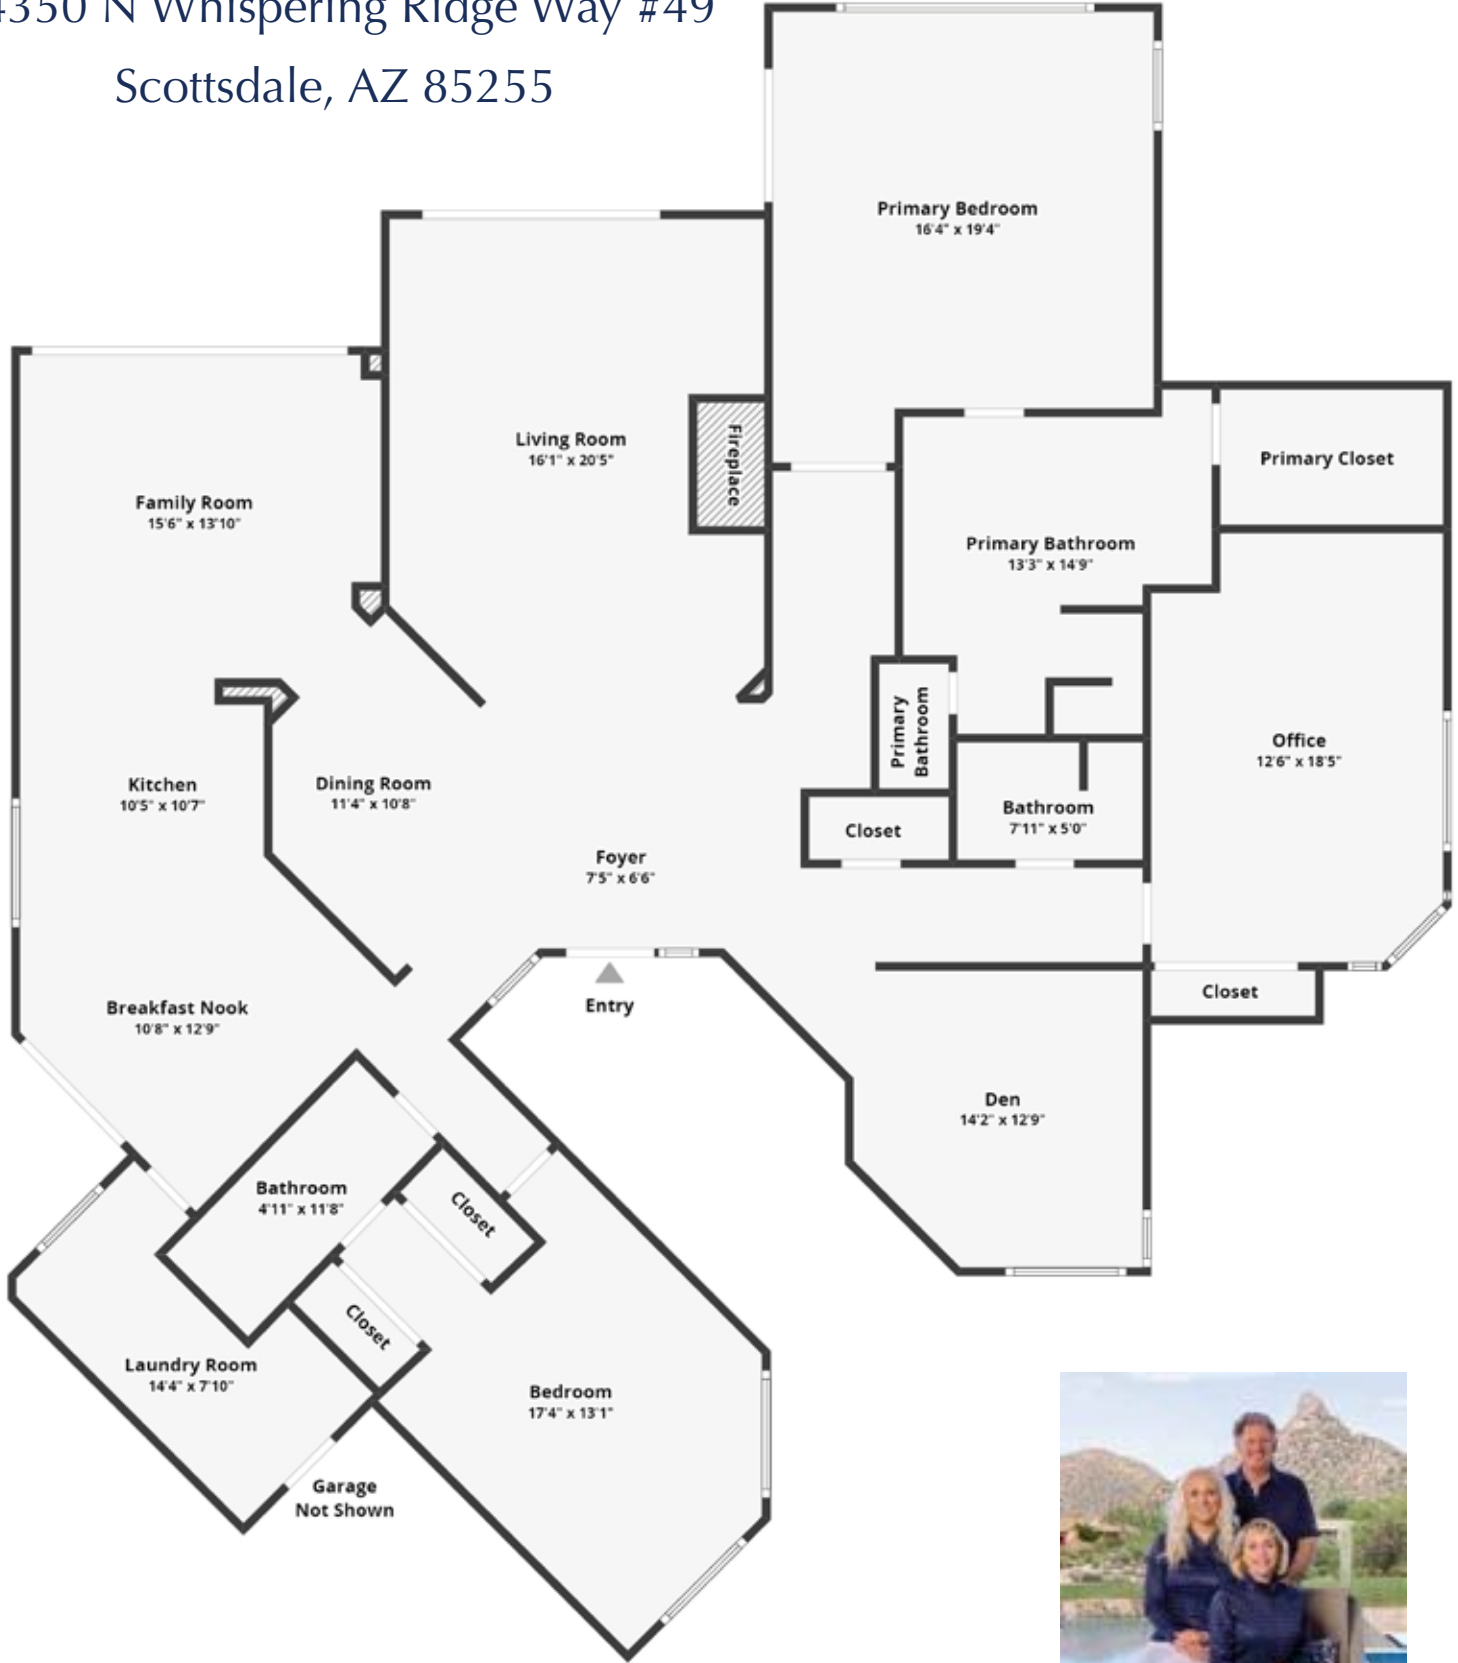 4350 N Whispering Ridge Way #49
Scottsdale, AZ 85255
Primary Bedroom
16'4" x 19'4"
Living Room
16'1" x 20'5"
Fireplace
Primary Closet
Family Room
15'6" x 13'10"
Primary Bathroom
13'3" x 14'9"
Primary
Bathroom
Office
12'6" x 18'5"
Kitchen
10'5" x 10'7"
Dining Room
11'4" x 10'8"
Closet
Bathroom
7'11" x 5'0"
Foyer
7'5" x 6'6"
Entry
Closet
Breakfast Nook
10'8" x 12'9"
Den
14'2" x 12'9"
Bathroom
4'11" x 11'8"
Closet
Closet
Laundry Room
14'4" x 7'10"
Bedroom
17'4" x 13'1"
Garage
Not Shown